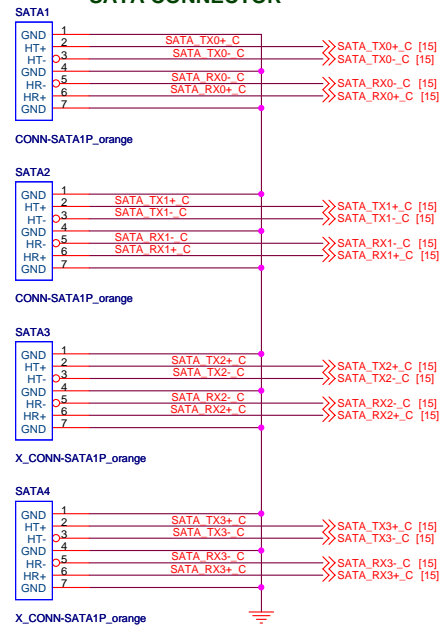 SATA CONNECTOR
SATA1
GND 1
HT+ 2 SATA_TX0+_C SATA_TX0+_C [15]
HT- 3 SATA_TX0-_C SATA_TX0-_C [15]
GND 4
HR- 5 SATA_RX0-_C SATA_RX0-_C [15]
HR+ 6 SATA_RX0+_C SATA_RX0+_C [15]
GND 7
CONN-SATA1P_orange
SATA2
GND 1
HT+ 2 SATA_TX1+_C SATA_TX1+_C [15]
HT- 3 SATA_TX1-_C SATA_TX1-_C [15]
GND 4
HR- 5 SATA_RX1-_C SATA_RX1-_C [15]
HR+ 6 SATA_RX1+_C SATA_RX1+_C [15]
GND 7
CONN-SATA1P_orange
SATA3
GND 1
HT+ 2 SATA_TX2+_C SATA_TX2+_C [15]
HT- 3 SATA_TX2-_C SATA_TX2-_C [15]
GND 4
HR- 5 SATA_RX2-_C SATA_RX2-_C [15]
HR+ 6 SATA_RX2+_C SATA_RX2+_C [15]
GND 7
X_CONN-SATA1P_orange
SATA4
GND 1
HT+ 2 SATA_TX3+_C SATA_TX3+_C [15]
HT- 3 SATA_TX3-_C SATA_TX3-_C [15]
GND 4
HR- 5 SATA_RX3-_C SATA_RX3-_C [15]
HR+ 6 SATA_RX3+_C SATA_RX3+_C [15]
GND 7
X_CONN-SATA1P_orange